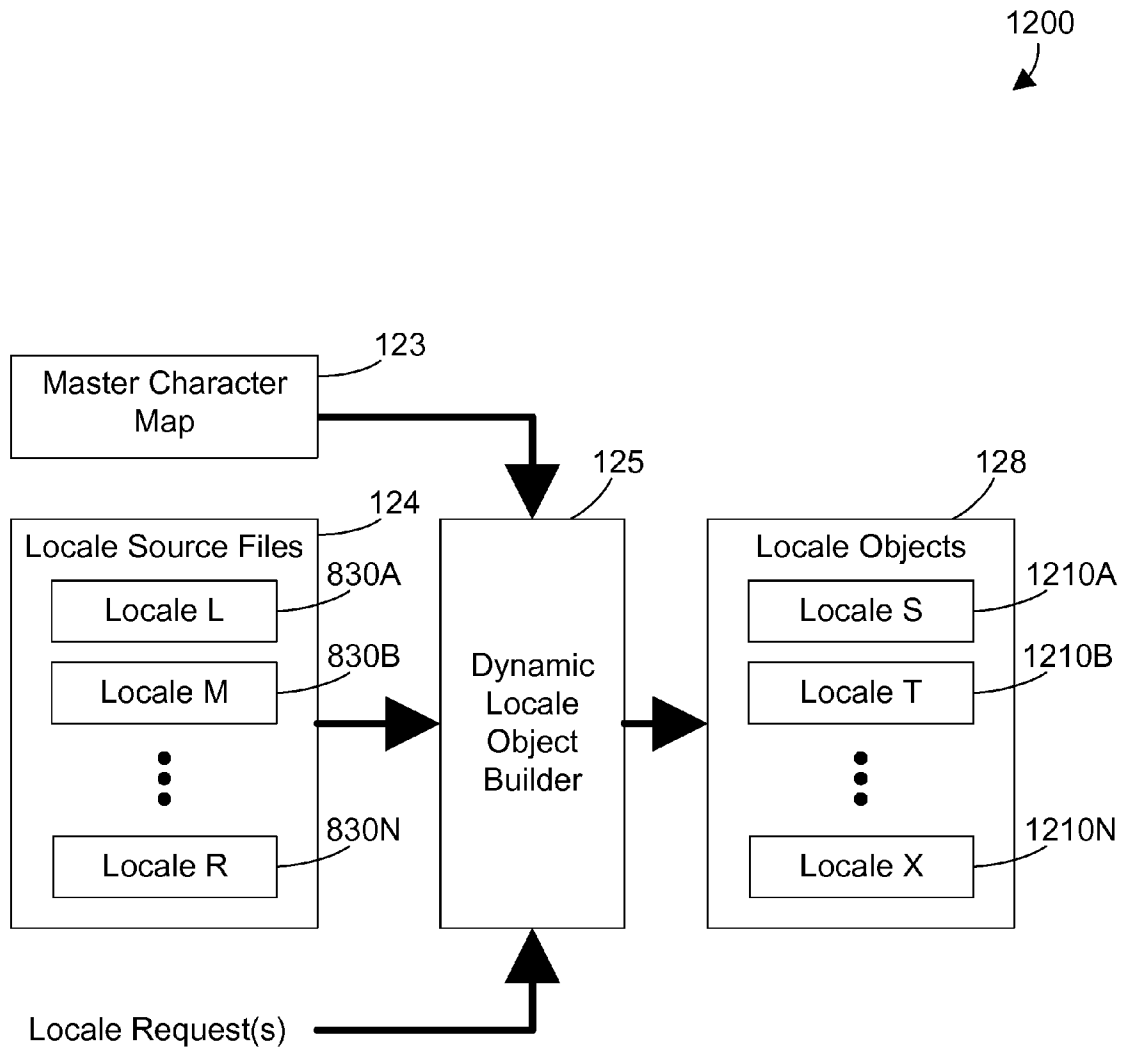 1200
123
Master Character
Map
125
128
124
Locale Source Files
830A
Locale L
830B
Locale M
830N
Locale R
Dynamic
Locale
Object
Builder
Locale Objects
1210A
Locale S
1210B
Locale T
1210N
Locale X
Locale Request(s)